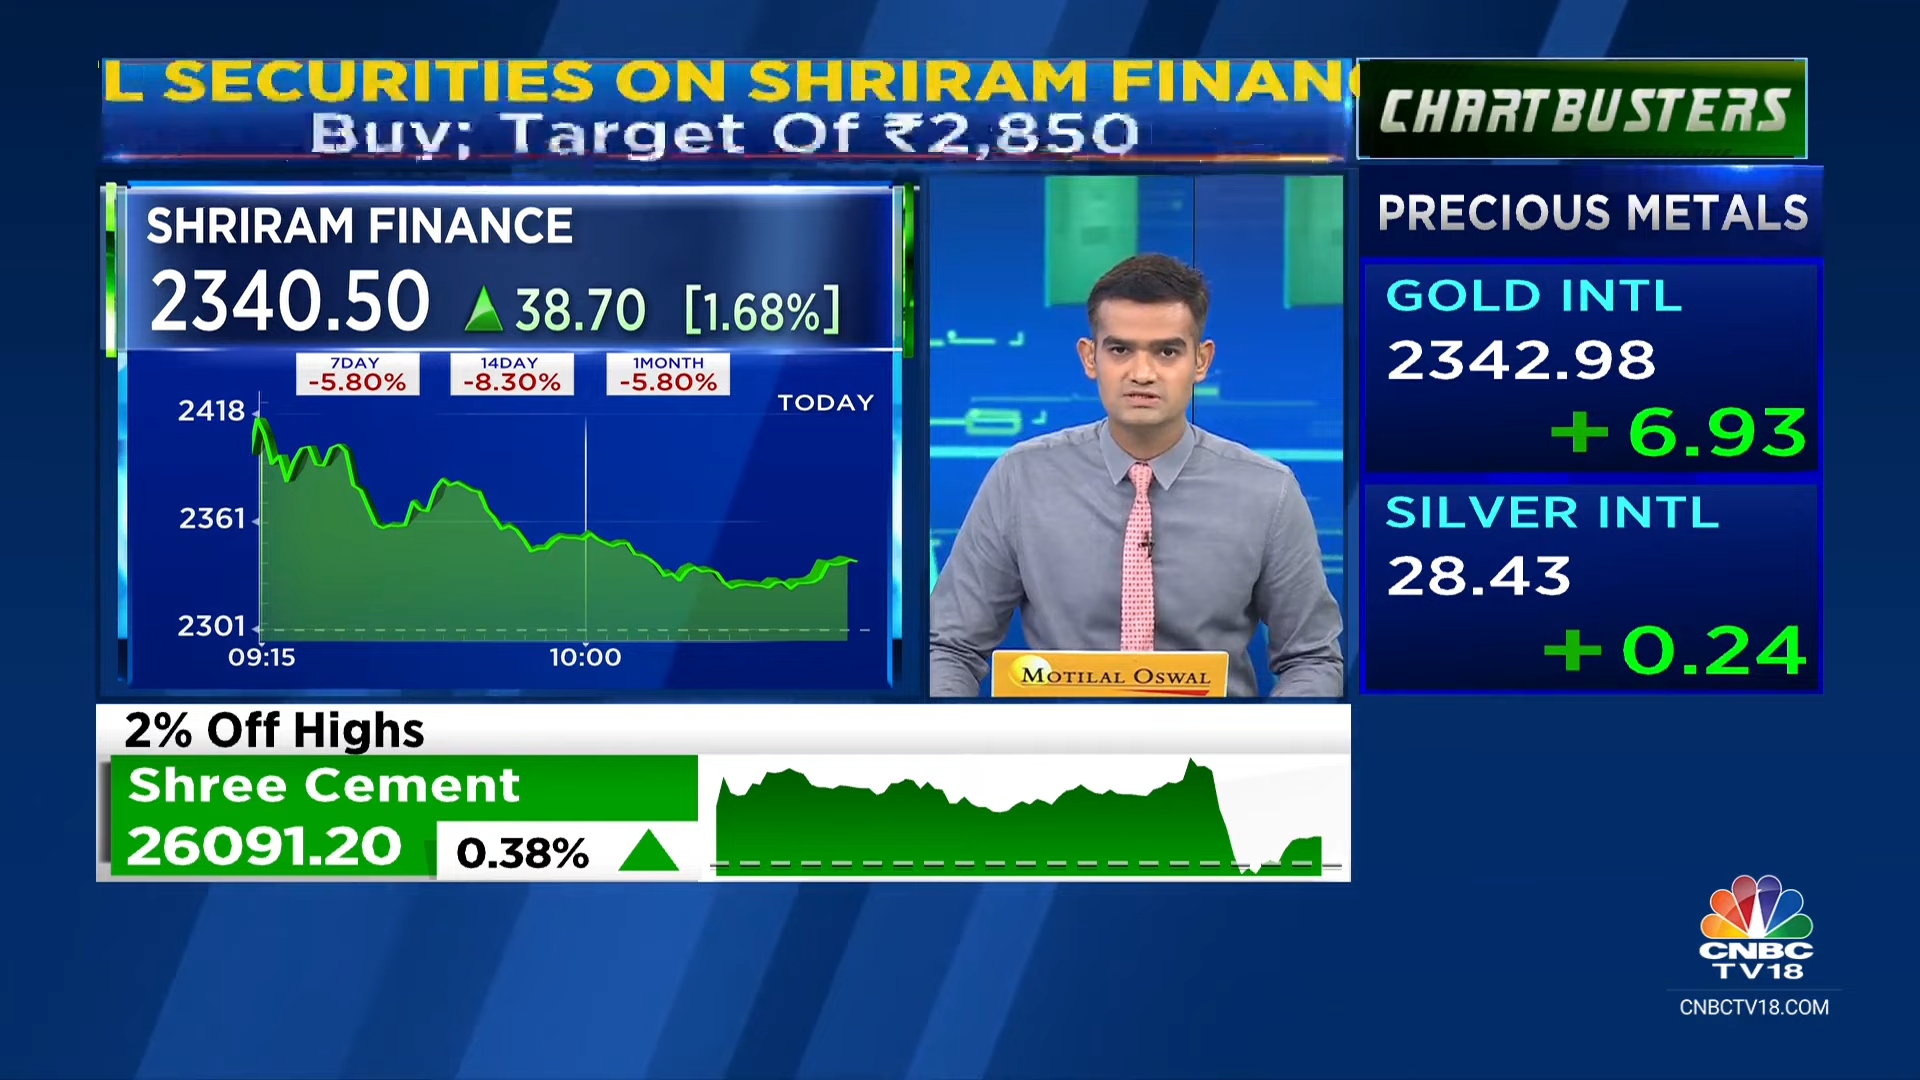 L SECURITIES ON SHRIRAM FINANC
Buy; Target Of ₹2,850
CHARTBUSTERS
SHRIRAM FINANCE
2340.50 ▲ 38.70 [1.68%]
7DAY 14DAY 1MONTH
-5.80% -8.30% -5.80%
TODAY
2418
2361
2301
09:15 10:00
MOTILAL OSWAL
PRECIOUS METALS
GOLD INTL
2342.98
+ 6.93
SILVER INTL
28.43
+ 0.24
2% Off Highs
Shree Cement
26091.20 0.38% ▲
CNBC
TV18
CNBCTV18.COM